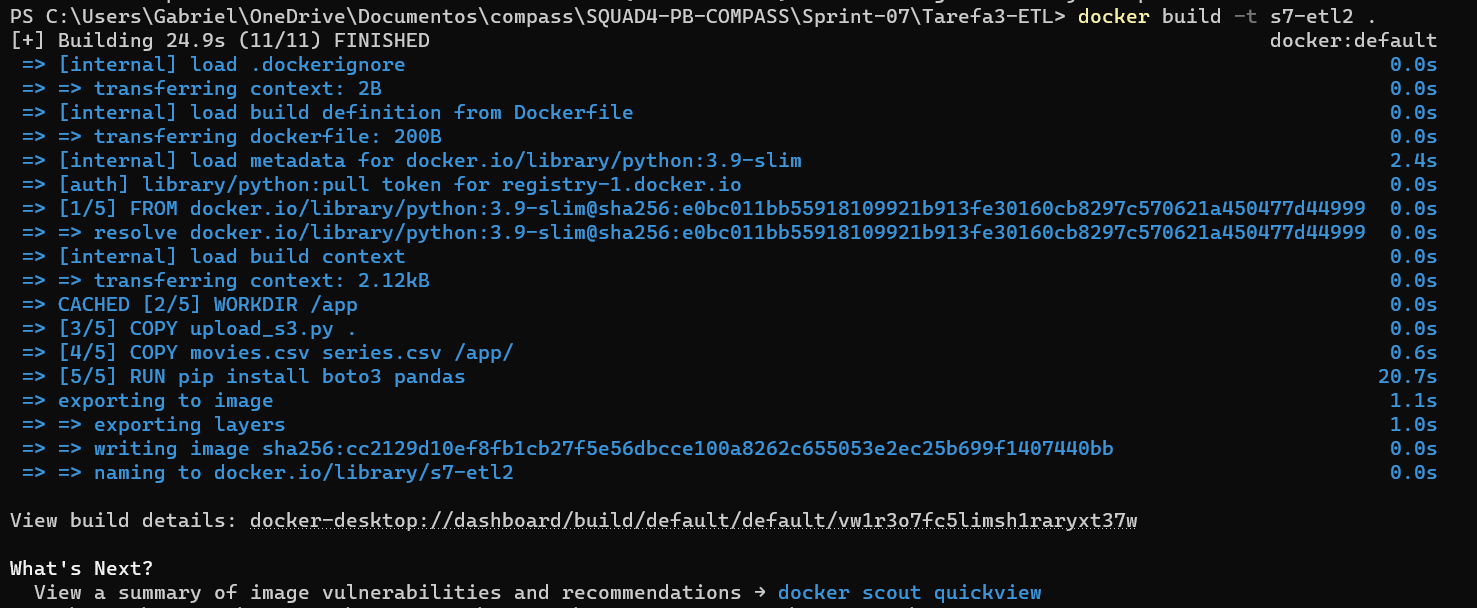 PS C:\Users\Gabriel\OneDrive\Documentos\compass\SQUAD4-PB-COMPASS\Sprint-07\Tarefa3-ETL> docker build -t s7-etl2 .
[+] Building 24.9s (11/11) FINISHED docker:default
=> [internal] load .dockerignore 0.0s
=> => transferring context: 2B 0.0s
=> [internal] load build definition from Dockerfile 0.0s
=> => transferring dockerfile: 200B 0.0s
=> [internal] load metadata for docker.io/library/python:3.9-slim 2.4s
=> [auth] library/python:pull token for registry-1.docker.io 0.0s
=> [1/5] FROM docker.io/library/python:3.9-slim@sha256:e0bc011bb55918109921b913fe30160cb8297c570621a450477d44999 0.0s
=> => resolve docker.io/library/python:3.9-slim@sha256:e0bc011bb55918109921b913fe30160cb8297c570621a450477d44999 0.0s
=> [internal] load build context 0.0s
=> => transferring context: 2.12kB 0.0s
=> CACHED [2/5] WORKDIR /app 0.0s
=> [3/5] COPY upload_s3.py . 0.0s
=> [4/5] COPY movies.csv series.csv /app/ 0.6s
=> [5/5] RUN pip install boto3 pandas 20.7s
=> exporting to image 1.1s
=> => exporting layers 1.0s
=> => writing image sha256:cc2129d10ef8fb1cb27f5e56dbcce100a8262c655053e2ec25b699f1407440bb 0.0s
=> => naming to docker.io/library/s7-etl2 0.0s
View build details: docker-desktop://dashboard/build/default/default/vw1r3o7fc5limsh1raryxt37w
What's Next?
View a summary of image vulnerabilities and recommendations → docker scout quickview